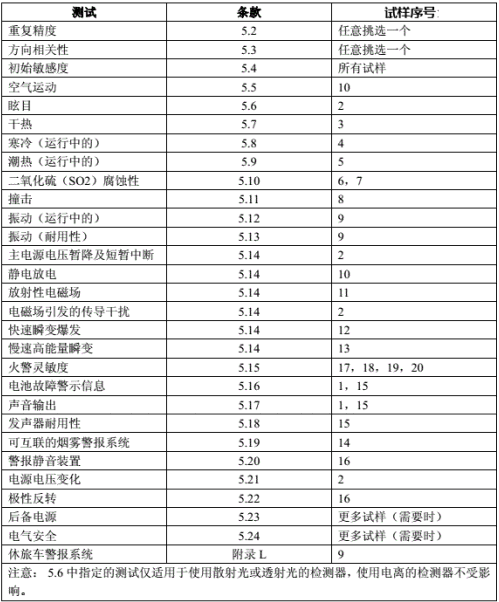 测试 条款 试样序号:
重复精度 5.2 任意挑选一个
方向相关性 5.3 任意挑选一个
初始敏感度 5.4 所有试样
空气运动 5.5 10
眩目 5.6 2
干热 5.7 3
寒冷（运行中的） 5.8 4
潮热（运行中的） 5.9 5
二氧化硫（SO2）腐蚀性 5.10 6，7
撞击 5.11 8
振动（运行中的） 5.12 9
振动（耐用性） 5.13 9
主电源电压暂降及短暂中断 5.14 2
静电放电 5.14 10
放射性电磁场 5.14 11
电磁场引发的传导干扰 5.14 2
快速瞬变爆发 5.14 12
慢速高能量瞬变 5.14 13
火警灵敏度 5.15 17，18，19，20
电池故障警示信息 5.16 1，15
声音输出 5.17 1，15
发声器耐用性 5.18 15
可互联的烟雾警报系统 5.19 14
警报静音装置 5.20 16
电源电压变化 5.21 2
极性反转 5.22 16
后备电源 5.23 更多试样（需要时）
电气安全 5.24 更多试样（需要时）
休旅车警报系统 附录 L 9
注意： 5.6 中指定的测试仅适用于使用散射光或透射光的检测器，使用电离的检测器不受影
响。